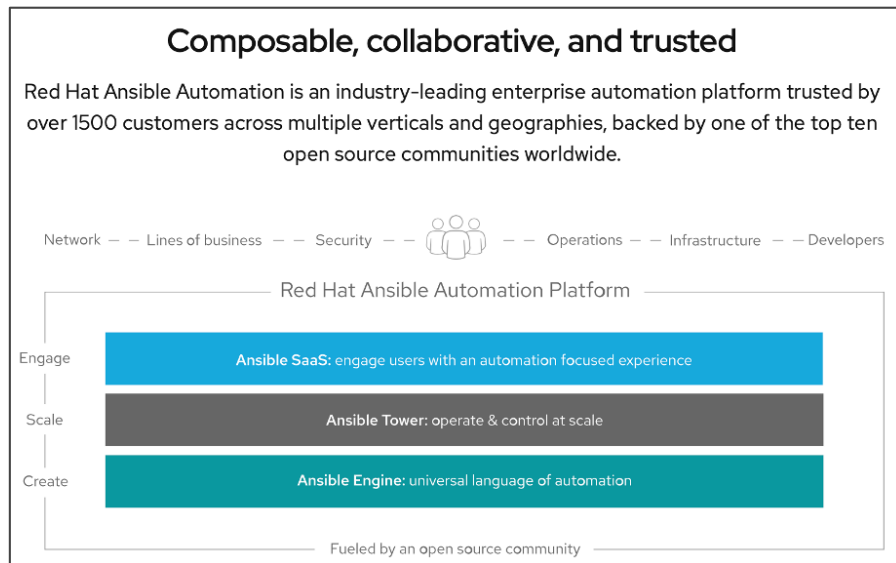 Composable, collaborative, and trusted
Red Hat Ansible Automation is an industry-leading enterprise automation platform trusted by
over 1500 customers across multiple verticals and geographies, backed by one of the top ten
open source communities worldwide.
Network Lines of business Security Operations Infrastructure Developers
Red Hat Ansible Automation Platform
Engage Ansible SaaS: engage users with an automation focused experience
Scale Ansible Tower: operate & control at scale
Create Ansible Engine: universal language of automation
Fueled by an open source community